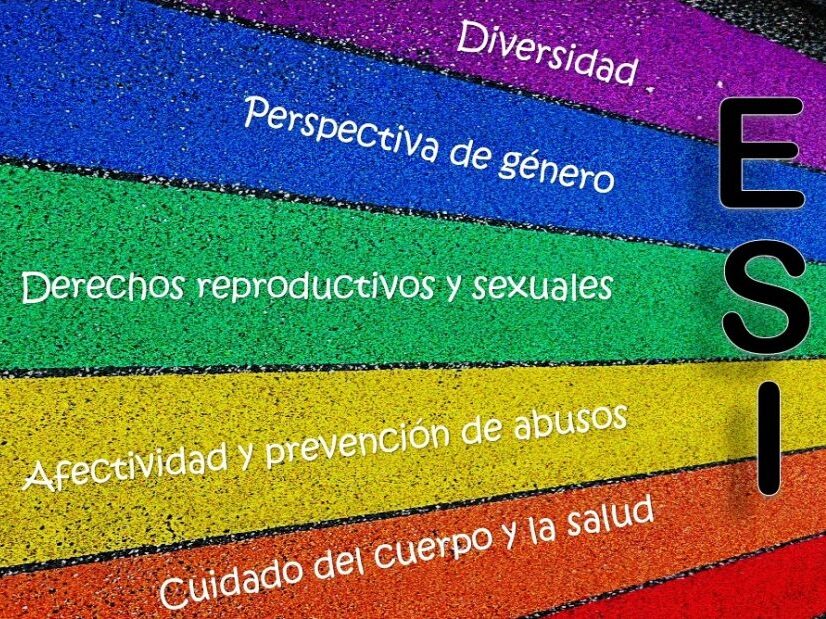 Diversidad
Perspectiva de género
Derechos reproductivos y sexuales
Afectividad y prevención de abusos
Cuidado del cuerpo y la salud
ESI